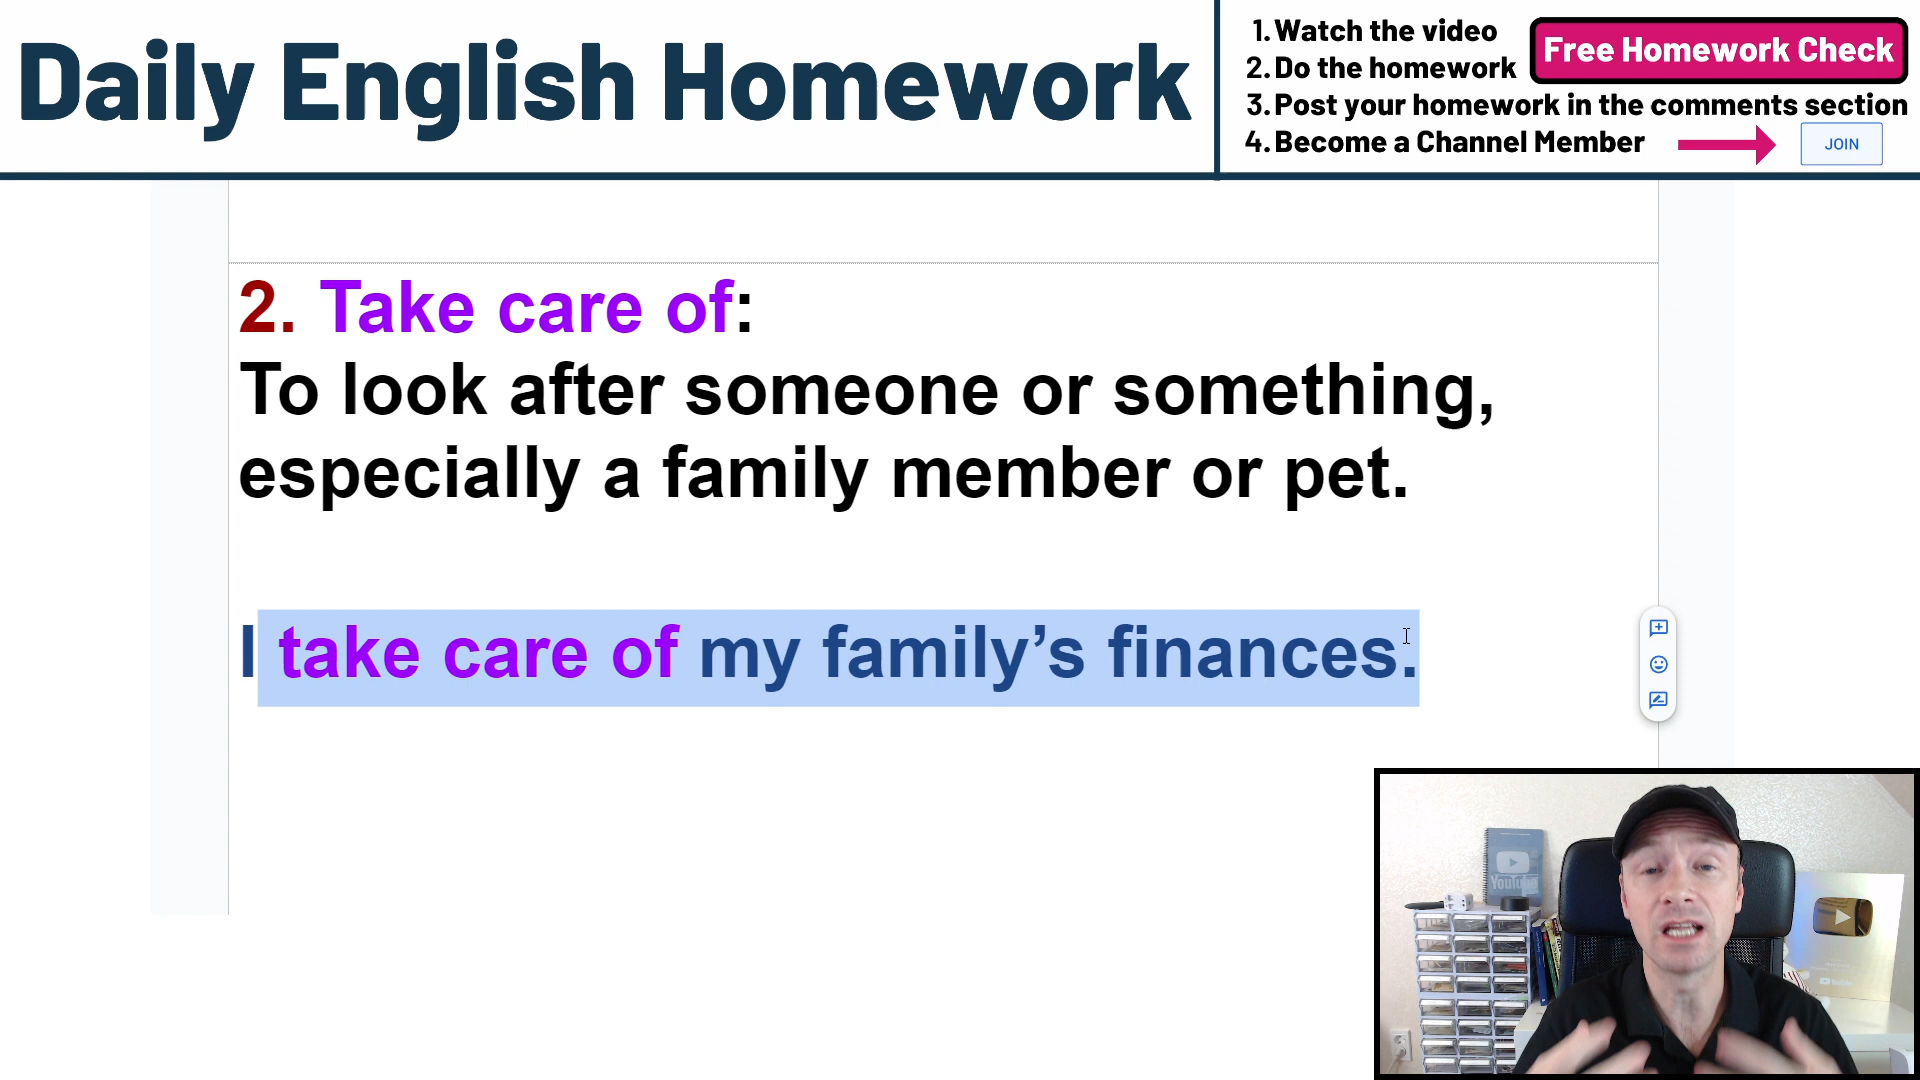 Daily English Homework
1. Watch the video
2. Do the homework
Free Homework Check
3. Post your homework in the comments section
4. Become a Channel Member
JOIN
2. Take care of:
To look after someone or something,
especially a family member or pet.
I take care of my family’s finances.
YouTube
YouTube